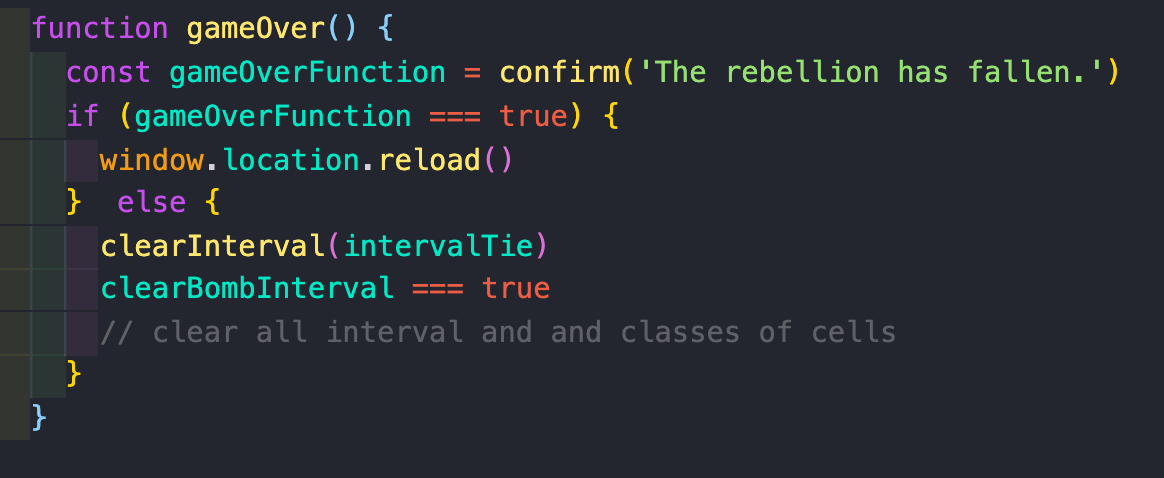 function gameOver() {
  const gameOverFunction = confirm('The rebellion has fallen.')
  if (gameOverFunction === true) {
    window.location.reload()
  }  else {
    clearInterval(intervalTie)
    clearBombInterval === true
    // clear all interval and and classes of cells
  }
}